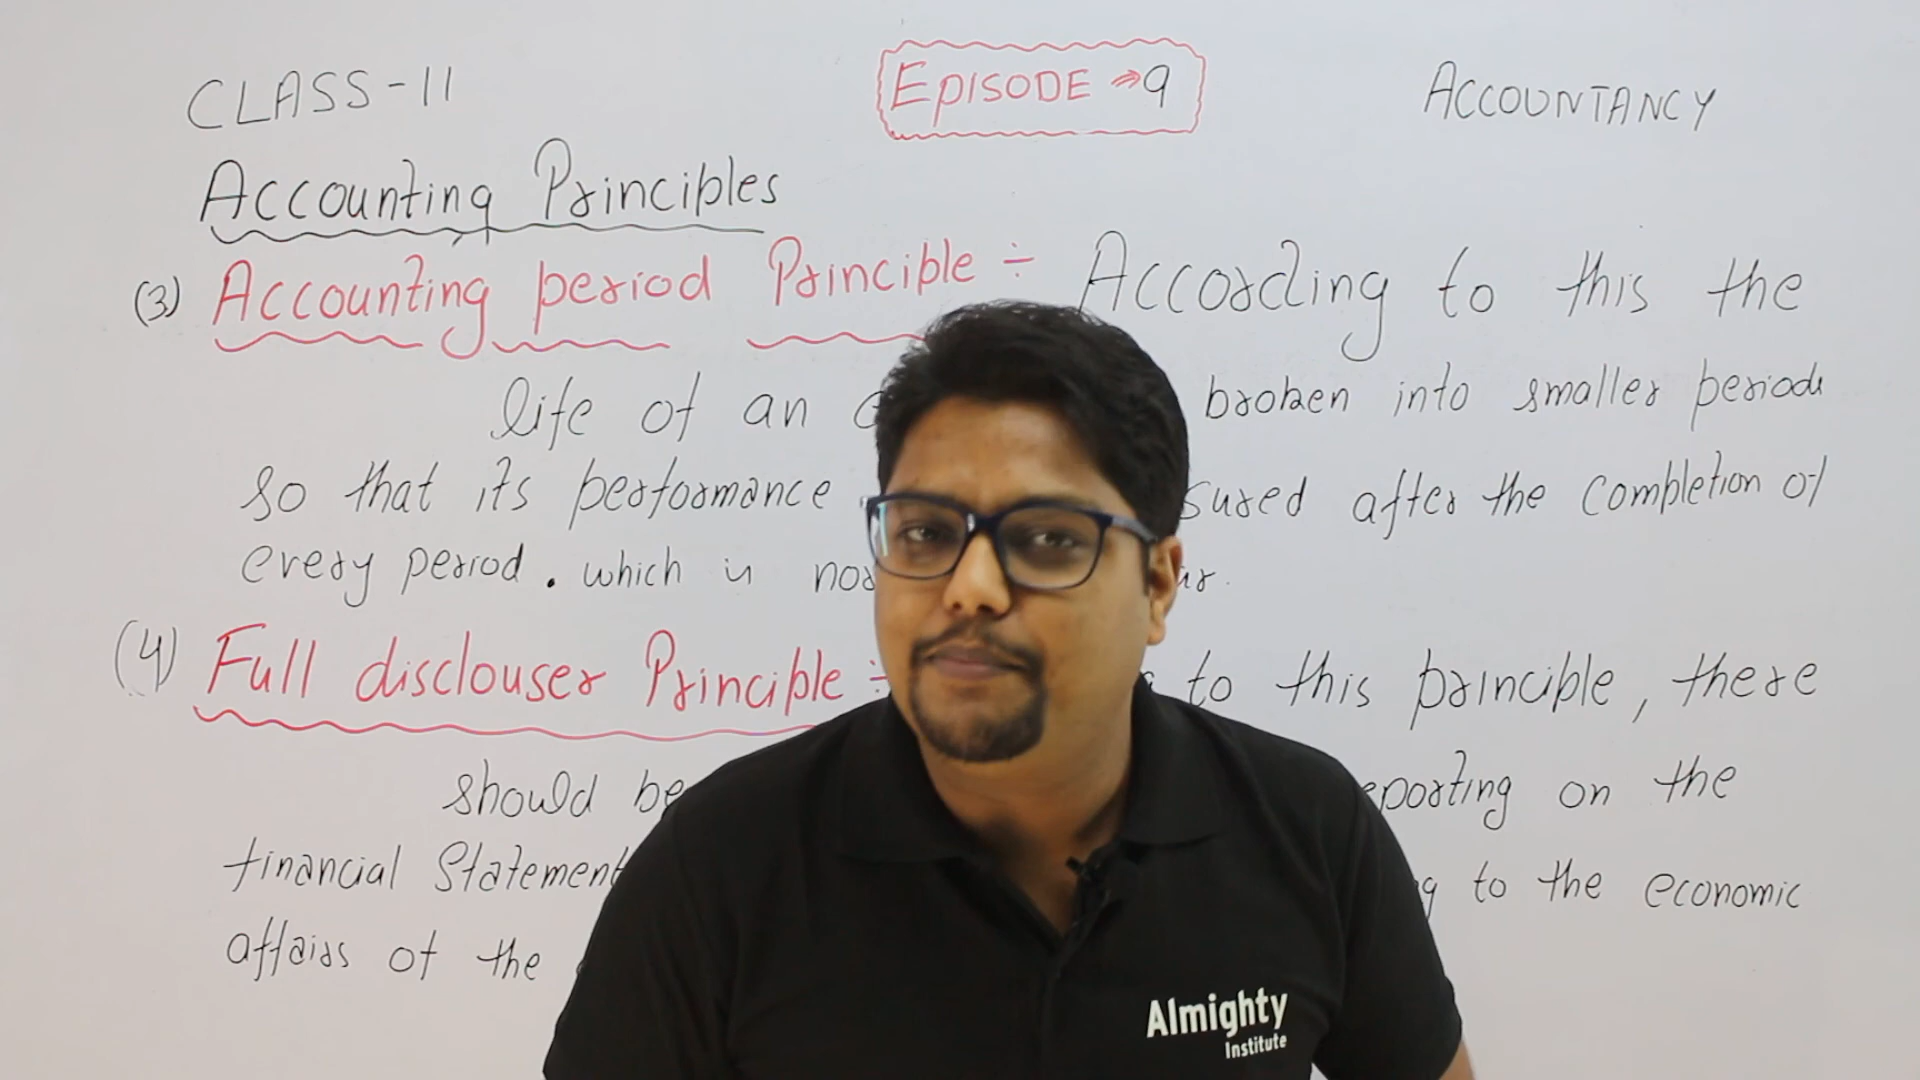 CLASS-11
EPISODE → 9
ACCOUNTANCY
Accounting Principles
(3) Accounting period Principle ÷ According to this the
life of an broken into smaller periods
so that its performance sured after the completion of
every period. which is
(4) Full disclouser Principle ÷ to this principle, there
should be eporting on the
financial Statement to the economic
affairs of the
Almighty
Institute